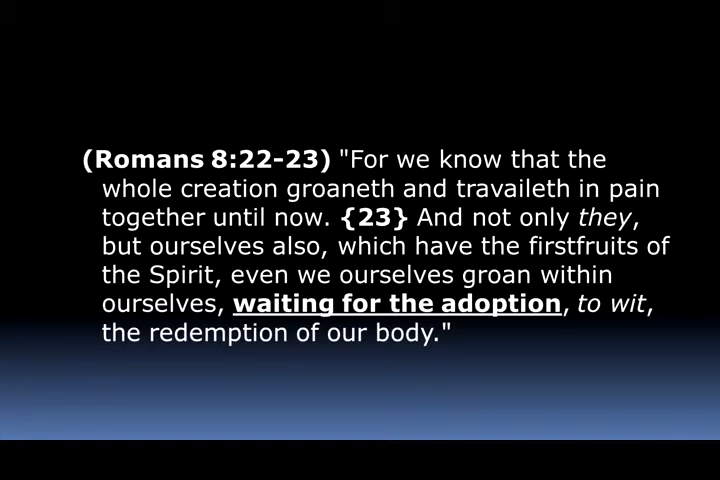 (Romans 8:22-23) "For we know that the
whole creation groaneth and travaileth in pain
together until now. {23} And not only they,
but ourselves also, which have the firstfruits of
the Spirit, even we ourselves groan within
ourselves, waiting for the adoption, to wit,
the redemption of our body."